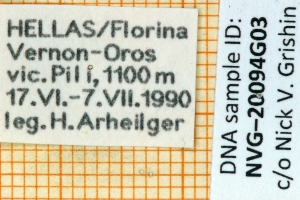 HELLAS/Florina
Vernon-Oros
vic. Pili, 1100 m
17.VI.-7.VII.1990
leg. H. Arheilger
DNA sample ID:
NVG-20094G03
c/o Nick V. Grishin